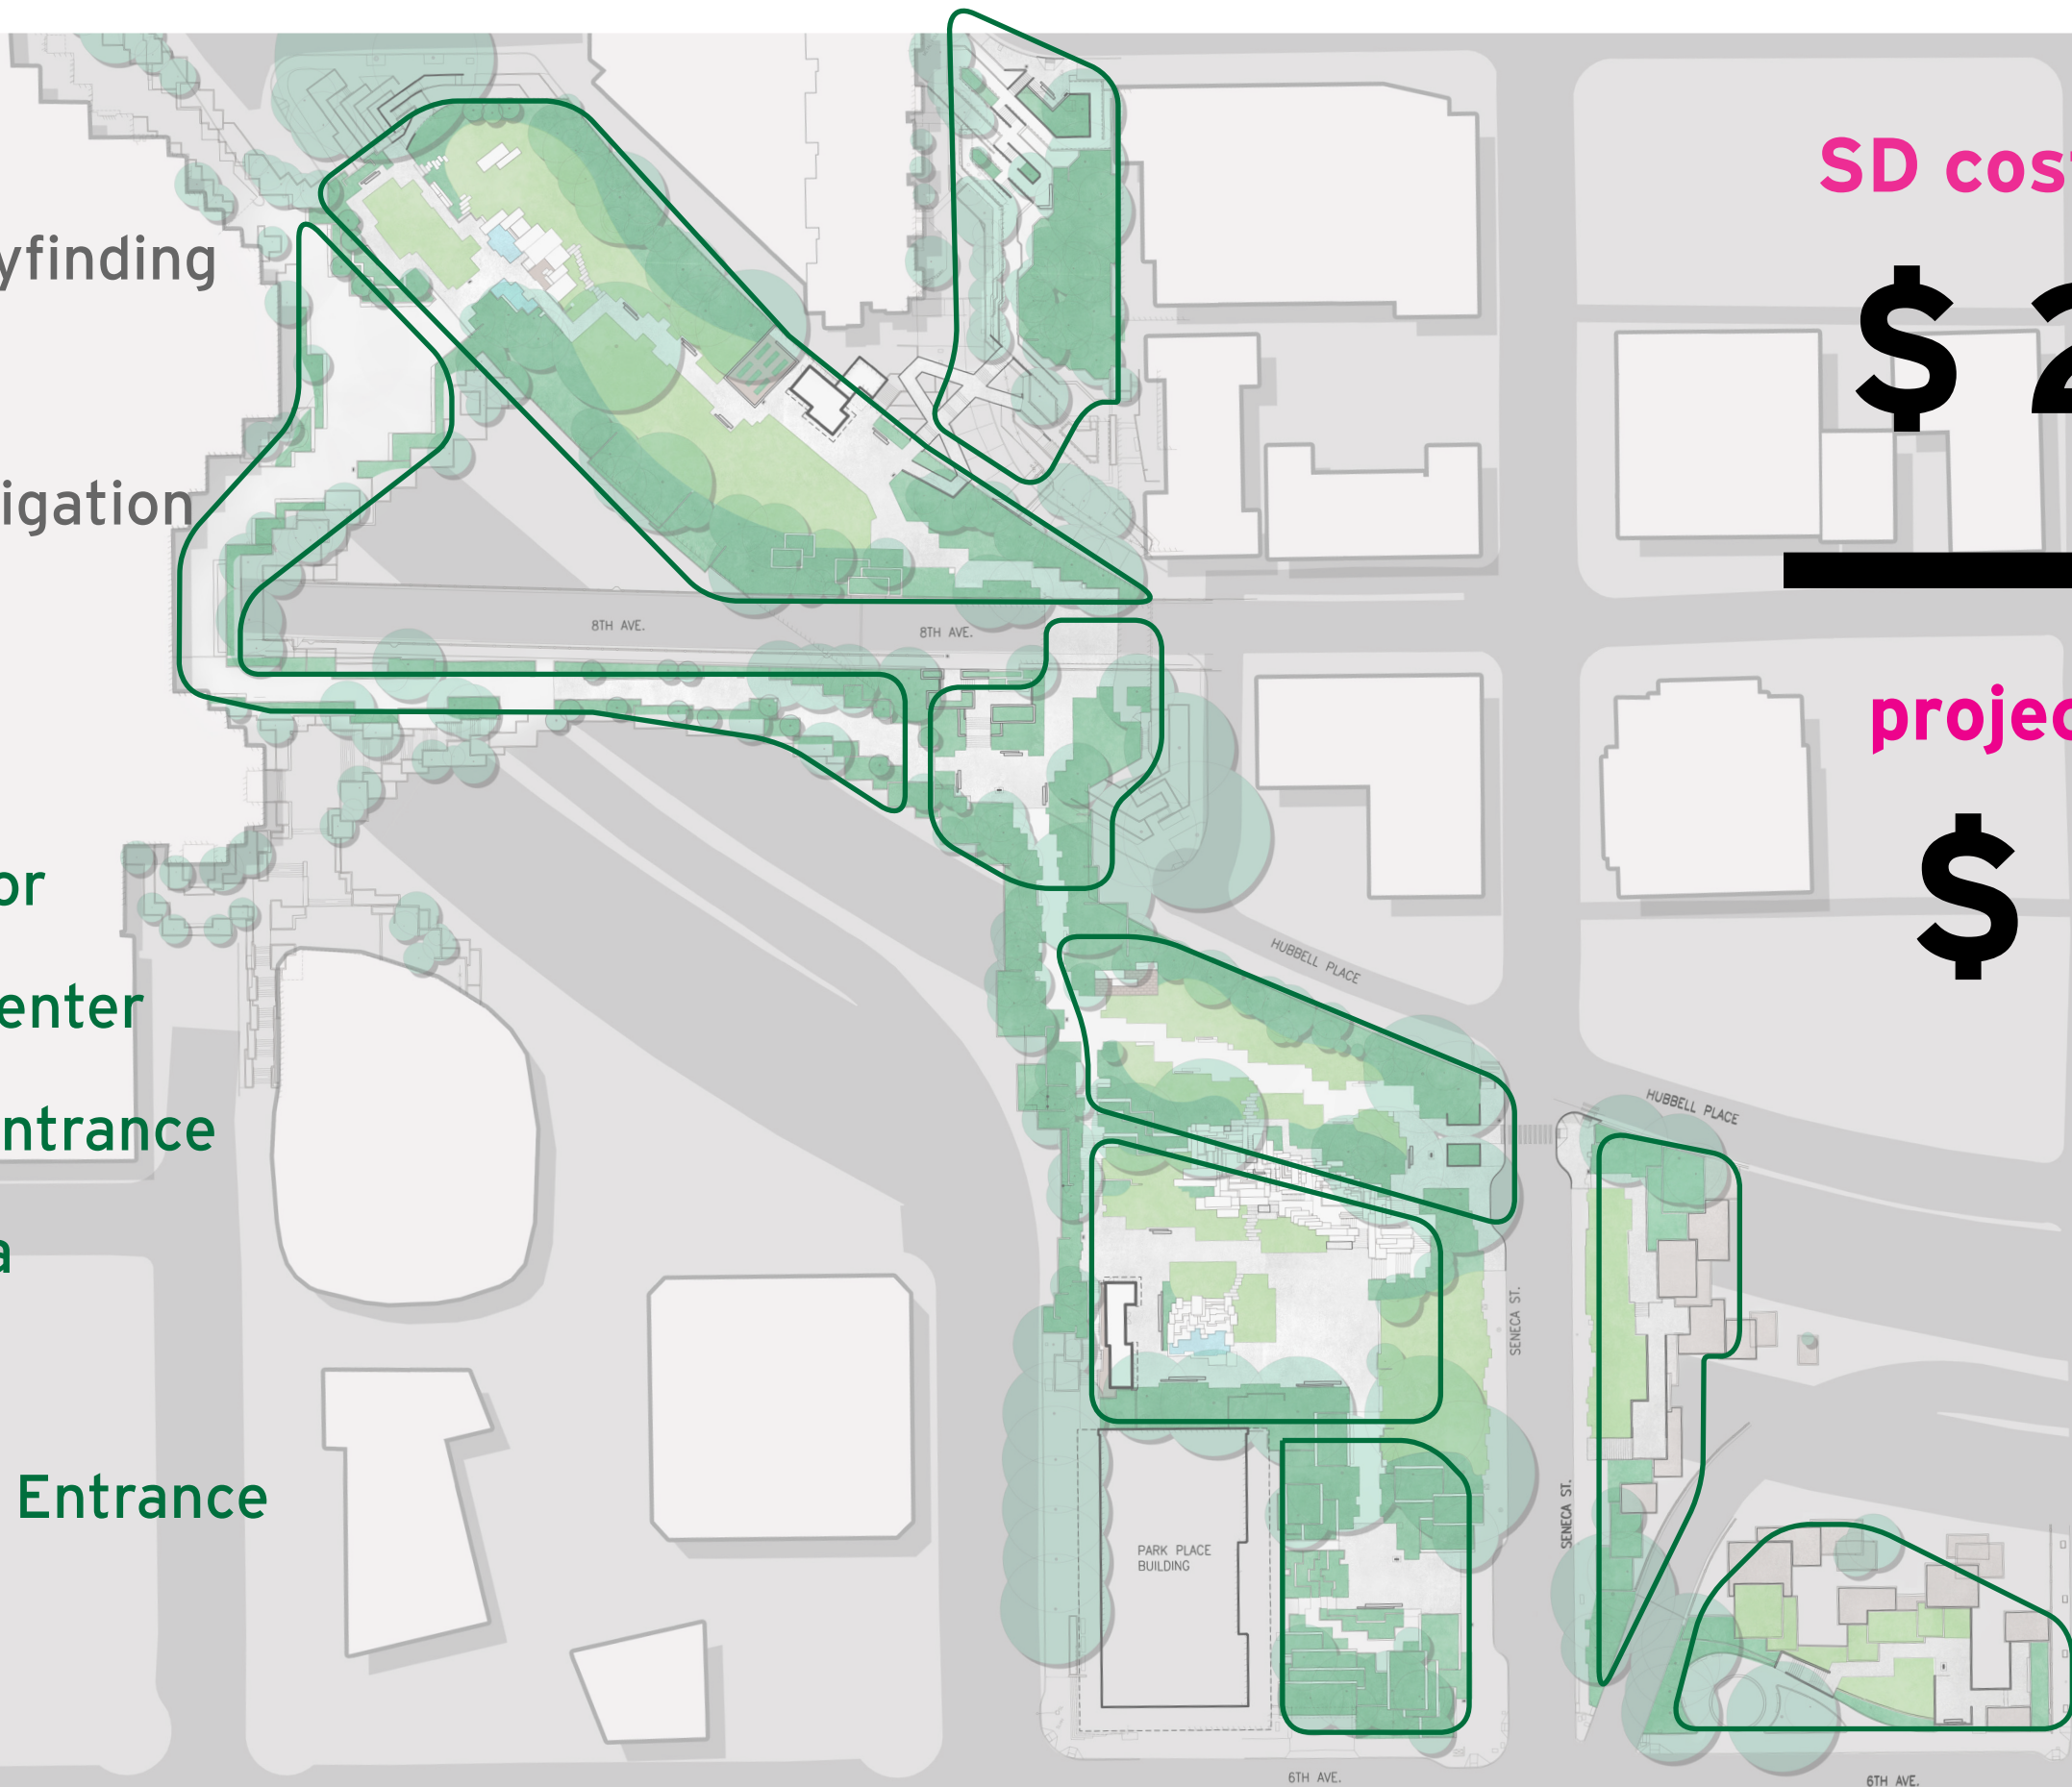 SD cos
yfinding
$ 2
igation
8TH AVE.
8TH AVE.
projec
$
or
HUBBELL PLACE
enter
HUBBELL PLACE
ntrance
a
SENECA ST.
Entrance
SENECA ST.
PARK PLACE
BUILDING
6TH AVE.
6TH AVE.